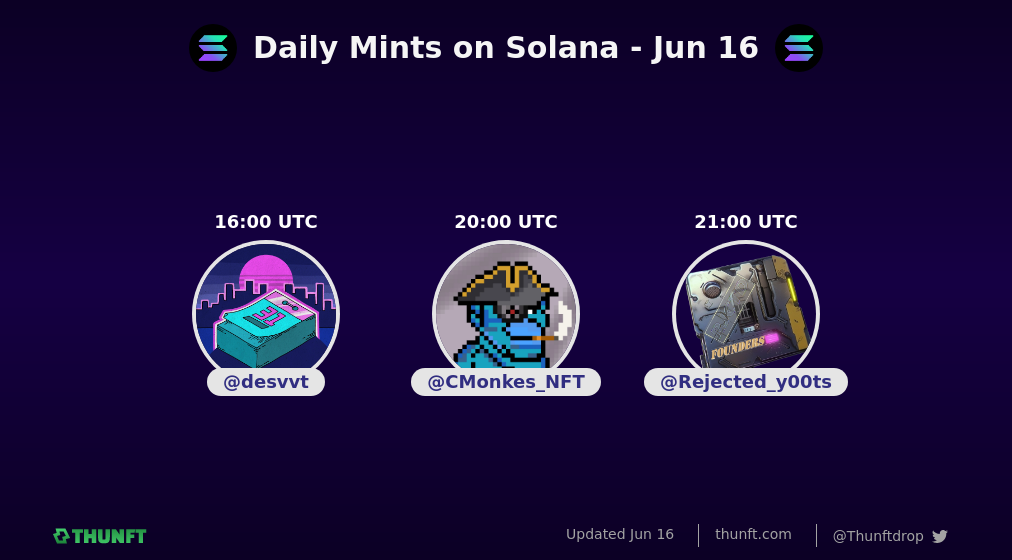 Daily Mints on Solana - Jun 16
16:00 UTC
20:00 UTC
21:00 UTC
31
FOUNDERS
@desvvt
@CMonkes_NFT
@Rejected_y00ts
THUNFT
Updated Jun 16
thunft.com
@Thunftdrop